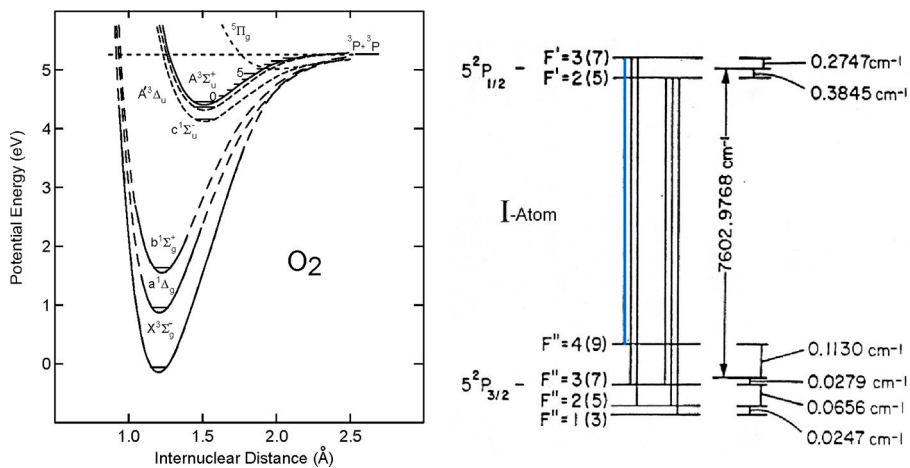 Potential Energy (eV)
5
4
3
2
1
0
⁵Πg
³P+³P
A³Σu⁺
5
0
A'³Δu
c¹Σu⁻
b¹Σg⁺
a¹Δg
X³Σg⁻
O₂
1.0 1.5 2.0 2.5
Internuclear Distance (Å)
5²P₁/₂ –
F' = 3(7)
F' = 2(5)
0.2747cm⁻¹
0.3845 cm⁻¹
7602.9768 cm⁻¹
I-Atom
F" = 4(9)
5²P₃/₂ –
F" = 3(7)
F" = 2(5)
F" = 1(3)
0.1130 cm⁻¹
0.0279 cm⁻¹
0.0656 cm⁻¹
0.0247 cm⁻¹